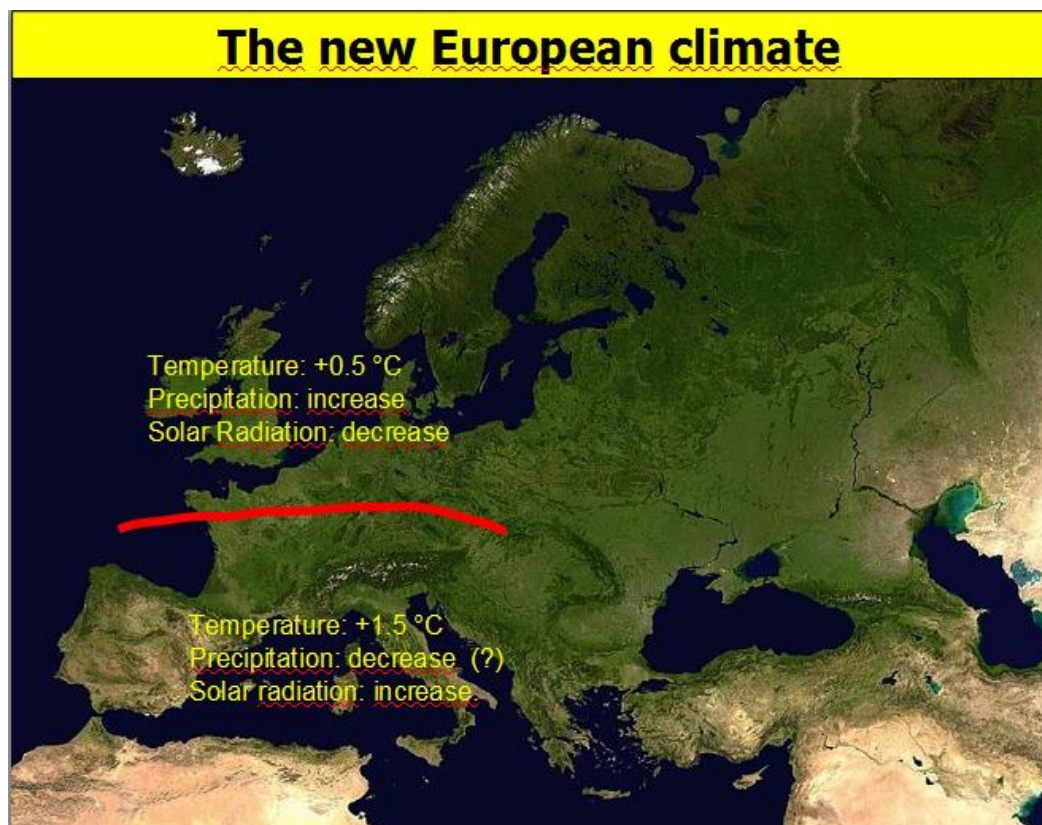 The new European climate
Temperature: +0.5 °C
Precipitation: increase
Solar Radiation: decrease
Temperature: +1.5 °C
Precipitation: decrease (?)
Solar radiation: increase